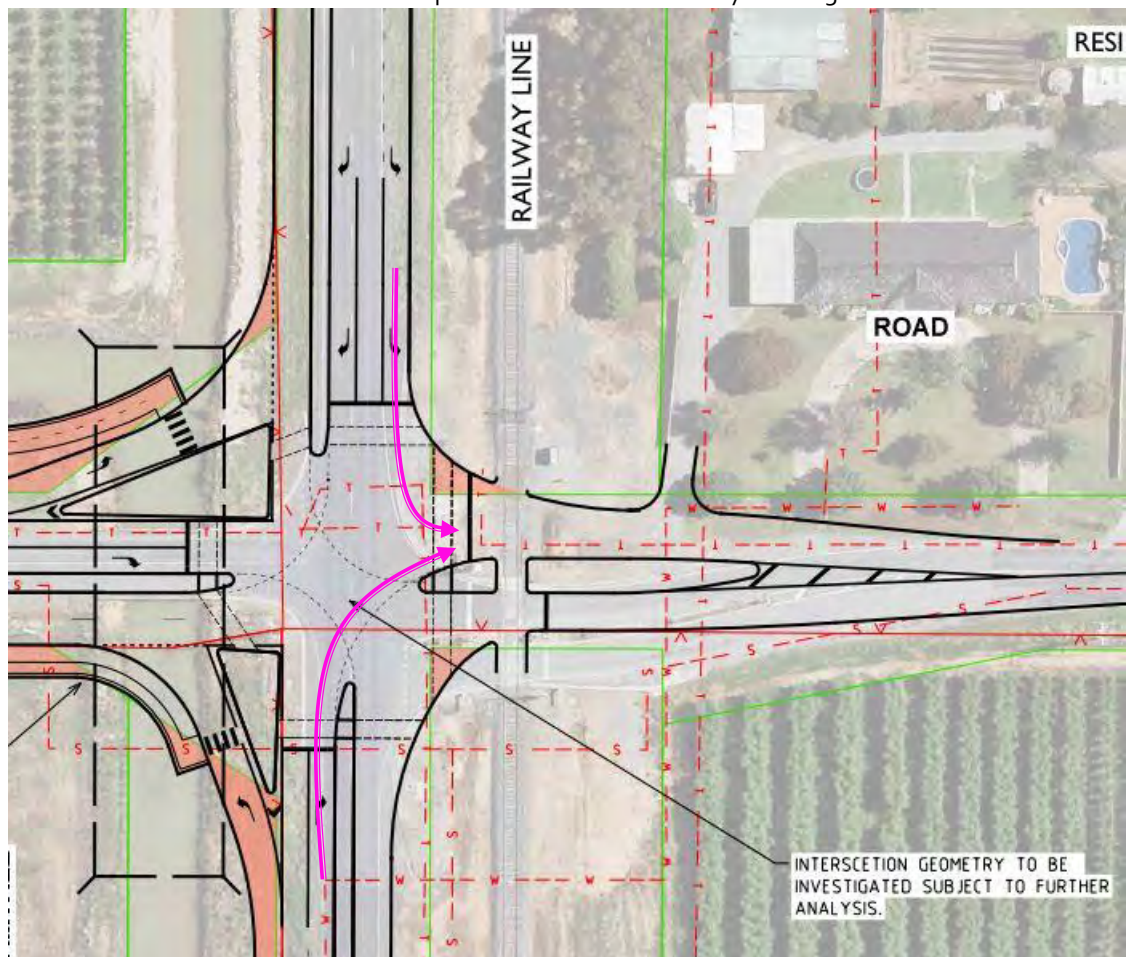 RESI
RAILWAY LINE
ROAD
INTERSCETION GEOMETRY TO BE
INVESTIGATED SUBJECT TO FURTHER
ANALYSIS.